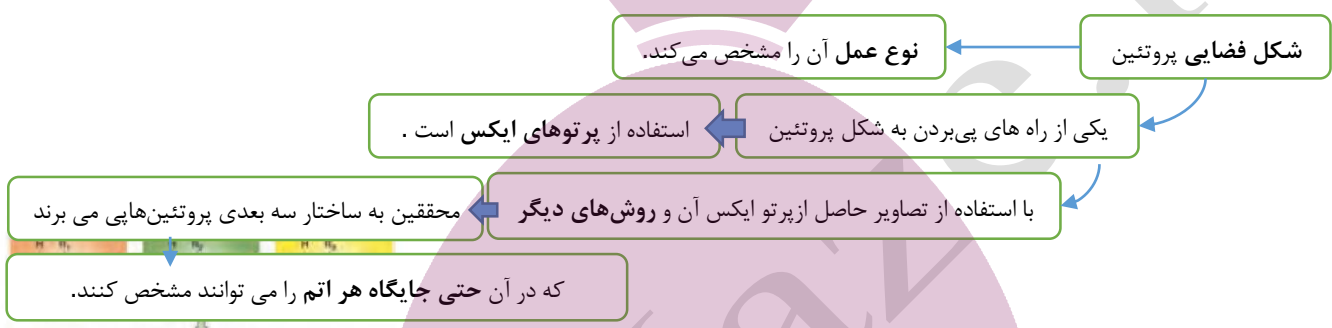 شکل فضایی پروتئین
نوع عمل آن را مشخص می‌کند.
یکی از راه های پی‌بردن به شکل پروتئین
استفاده از پرتوهای ایکس است .
با استفاده از تصاویر حاصل ازپرتو ایکس آن و روش‌های دیگر
محققین به ساختار سه بعدی پروتئین‌هاپی می برند
که در آن حتی جایگاه هر اتم را می توانند مشخص کنند.